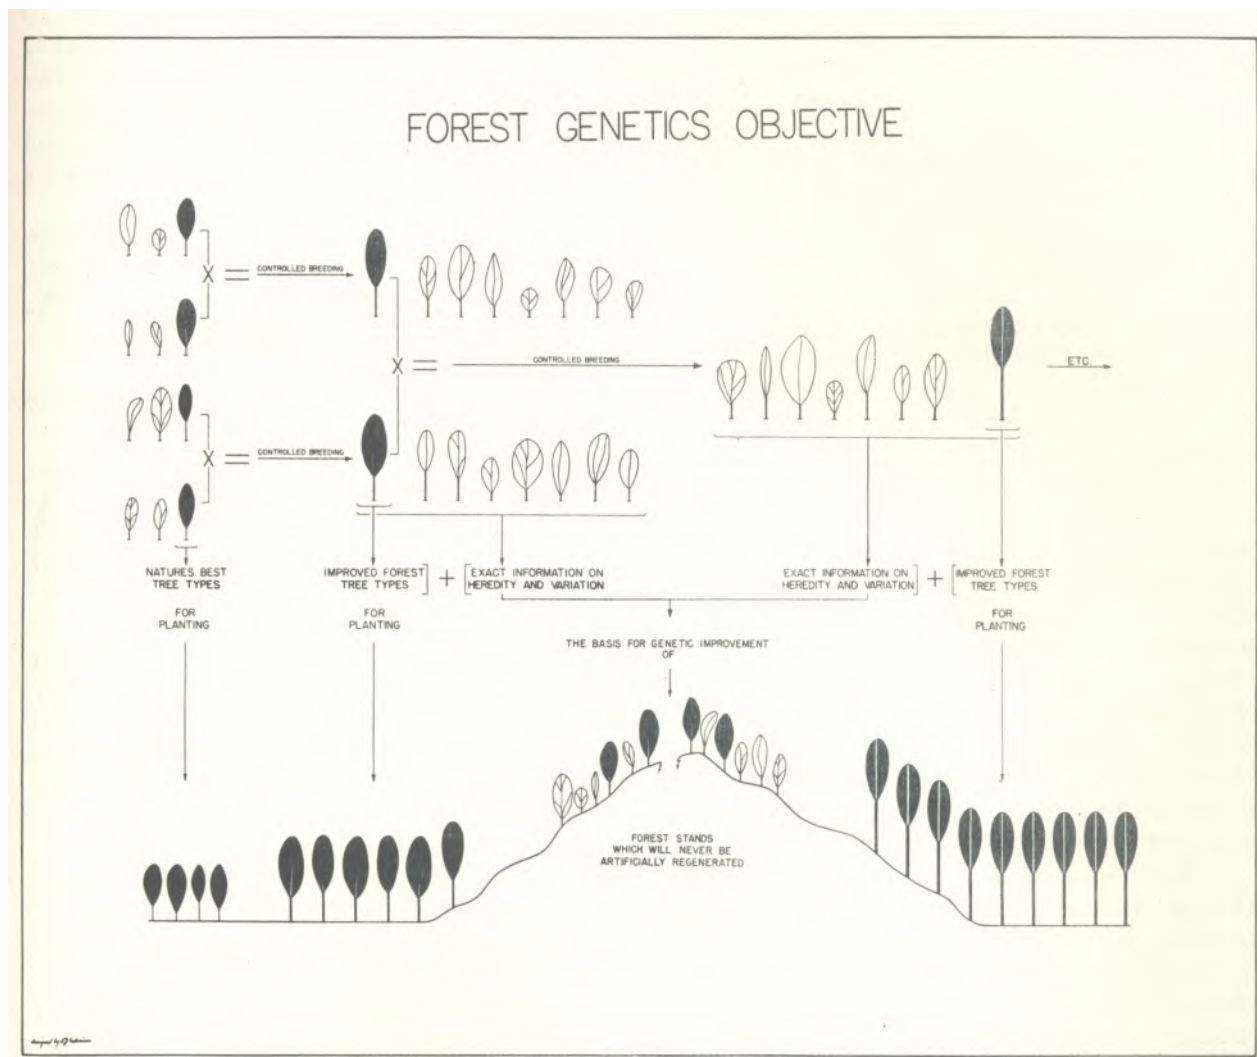 FOREST GENETICS OBJECTIVE
X = CONTROLLED BREEDING
X = CONTROLLED BREEDING
ETC.
X = CONTROLLED BREEDING
NATURES BEST
TREE TYPES
FOR
PLANTING
IMPROVED FOREST
TREE TYPES]
FOR
PLANTING
+
[EXACT INFORMATION ON
HEREDITY AND VARIATION
EXACT INFORMATION ON
HEREDITY AND VARIATION]
+
[IMPROVED FOREST
TREE TYPES
FOR
PLANTING
THE BASIS FOR GENETIC IMPROVEMENT
OF
FOREST STANDS
WHICH WILL NEVER BE
ARTIFICIALLY REGENERATED
designed by